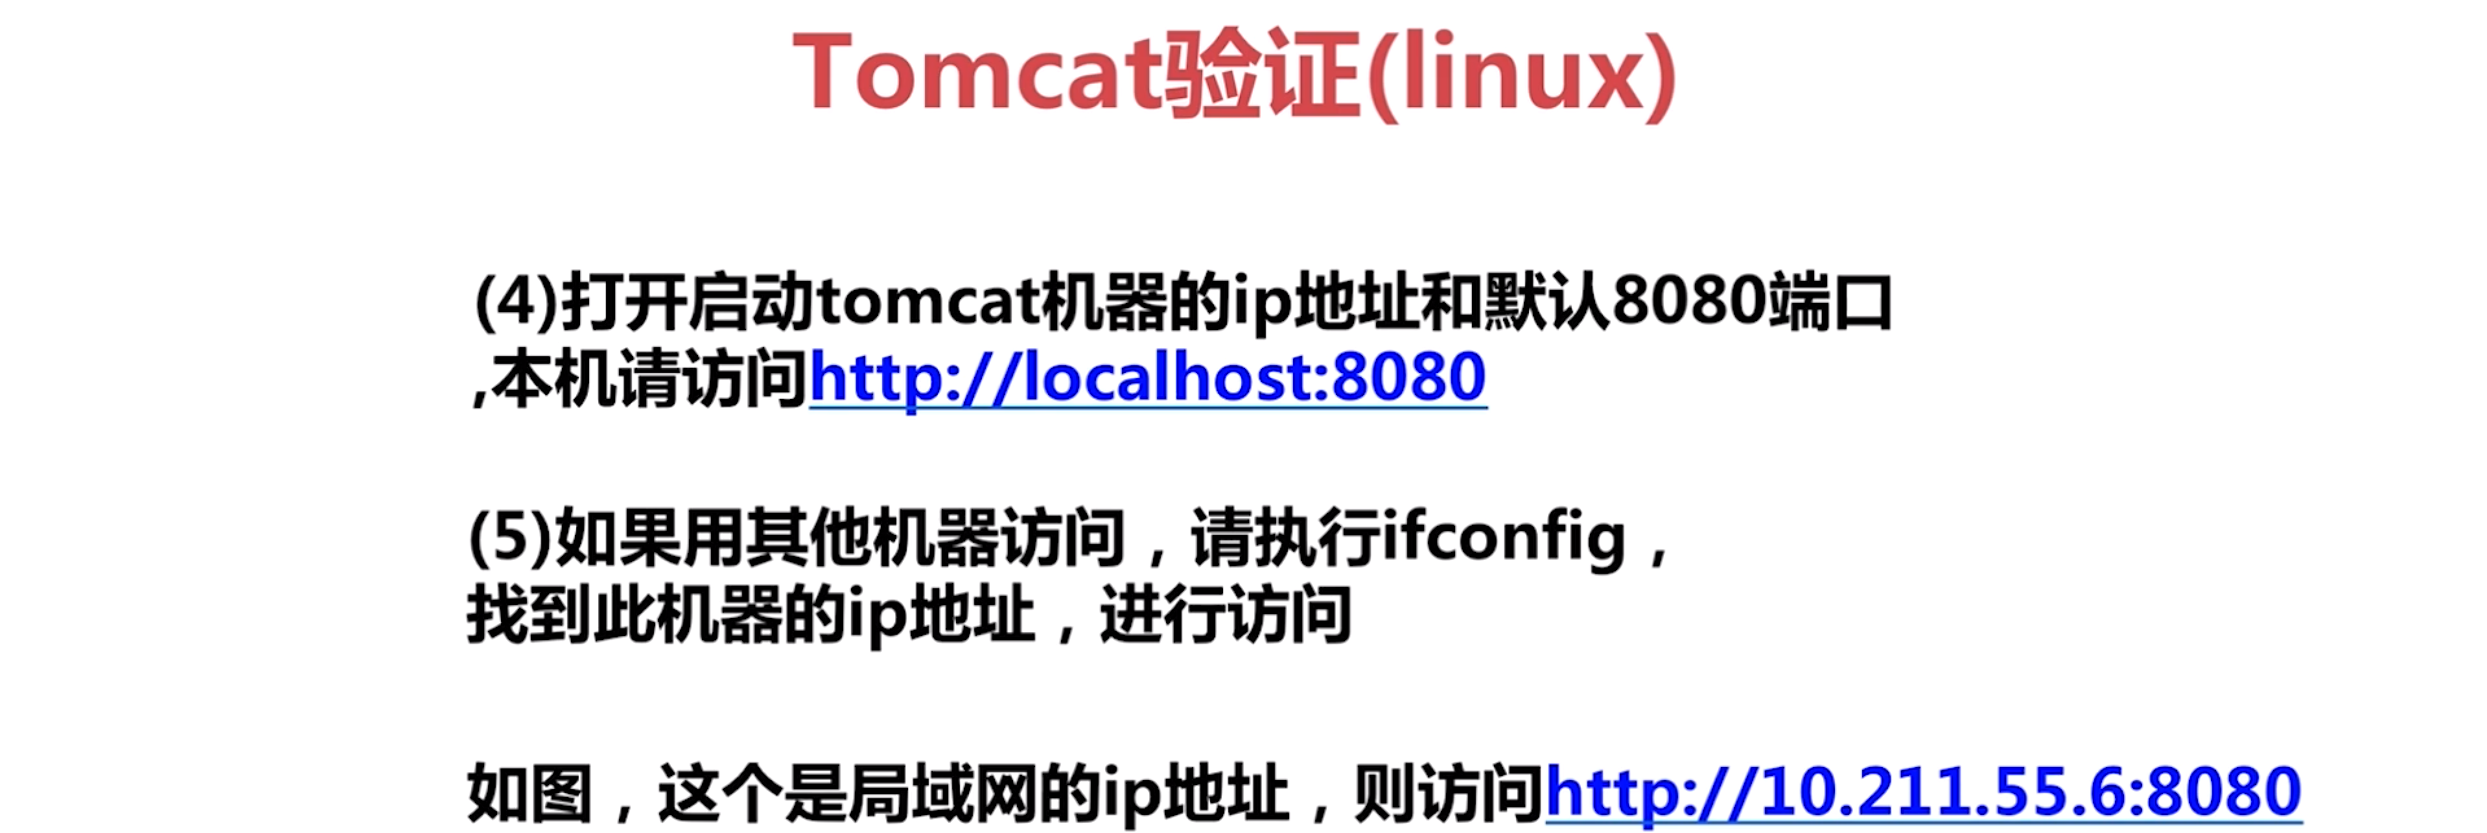 Tomcat验证(linux)
(4)打开启动tomcat机器的ip地址和默认8080端口
,本机请访问http://localhost:8080
(5)如果用其他机器访问，请执行ifconfig，
找到此机器的ip地址，进行访问
如图，这个是局域网的ip地址，则访问http://10.211.55.6:8080